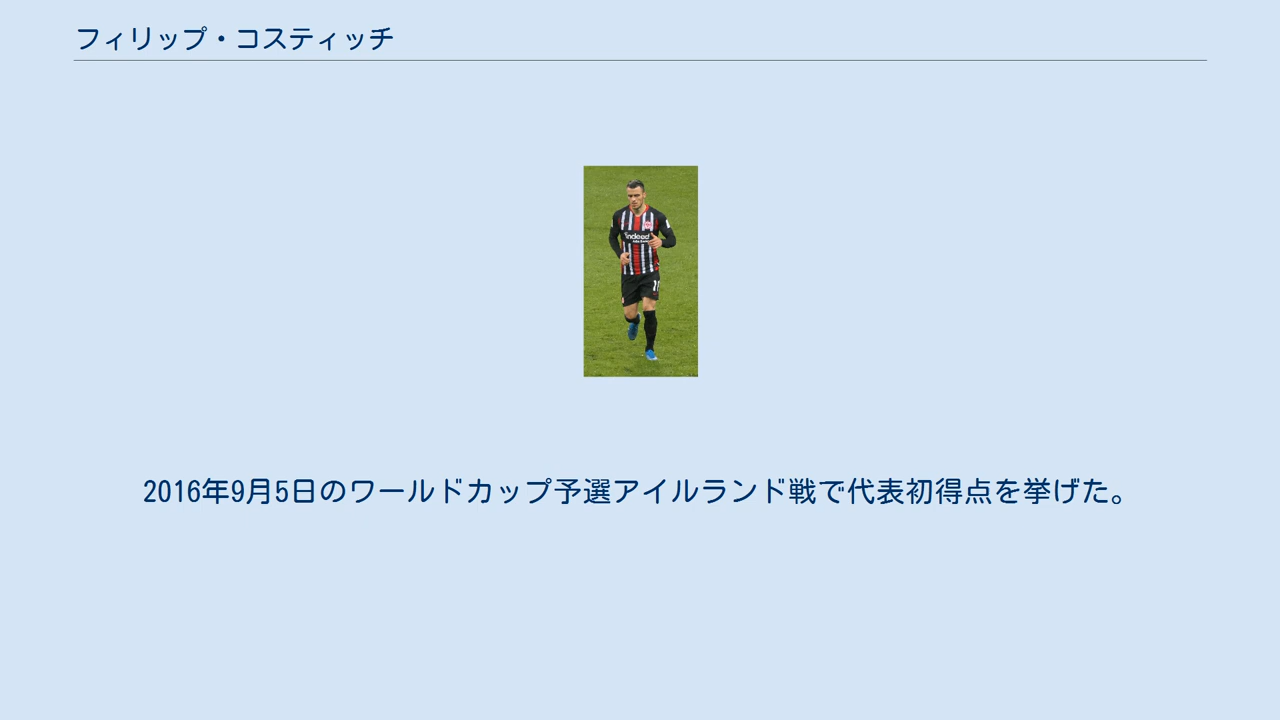 フィリップ・コスティッチ
indeed
2016年9月5日のワールドカップ予選アイルランド戦で代表初得点を挙げた。